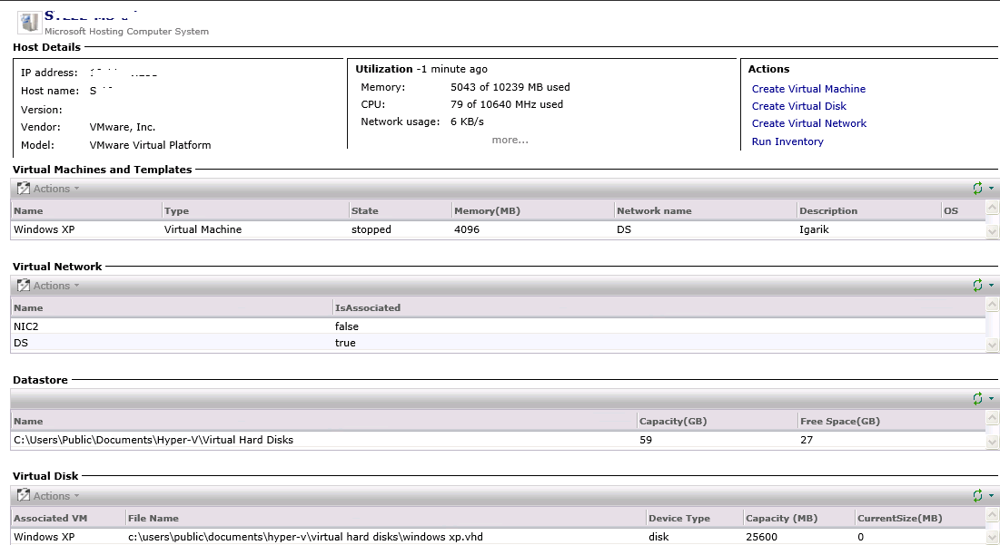 Microsoft Hosting Computer System
Host Details
IP address:
Host name: S
Version:
Vendor: VMware, Inc.
Model: VMware Virtual Platform
Utilization -1 minute ago
Memory: 5043 of 10239 MB used
CPU: 79 of 10640 MHz used
Network usage: 6 KB/s
more...
Actions
Create Virtual Machine
Create Virtual Disk
Create Virtual Network
Run Inventory
Virtual Machines and Templates
Actions
Name Type State Memory(MB) Network name Description OS
Windows XP Virtual Machine stopped 4096 DS Igarik
Virtual Network
Actions
Name IsAssociated
NIC2 false
DS true
Datastore
Name Capacity(GB) Free Space(GB)
C:\Users\Public\Documents\Hyper-V\Virtual Hard Disks 59 27
Virtual Disk
Actions
Associated VM File Name Device Type Capacity (MB) CurrentSize(MB)
Windows XP c:\users\public\documents\hyper-v\virtual hard disks\windows xp.vhd disk 25600 0